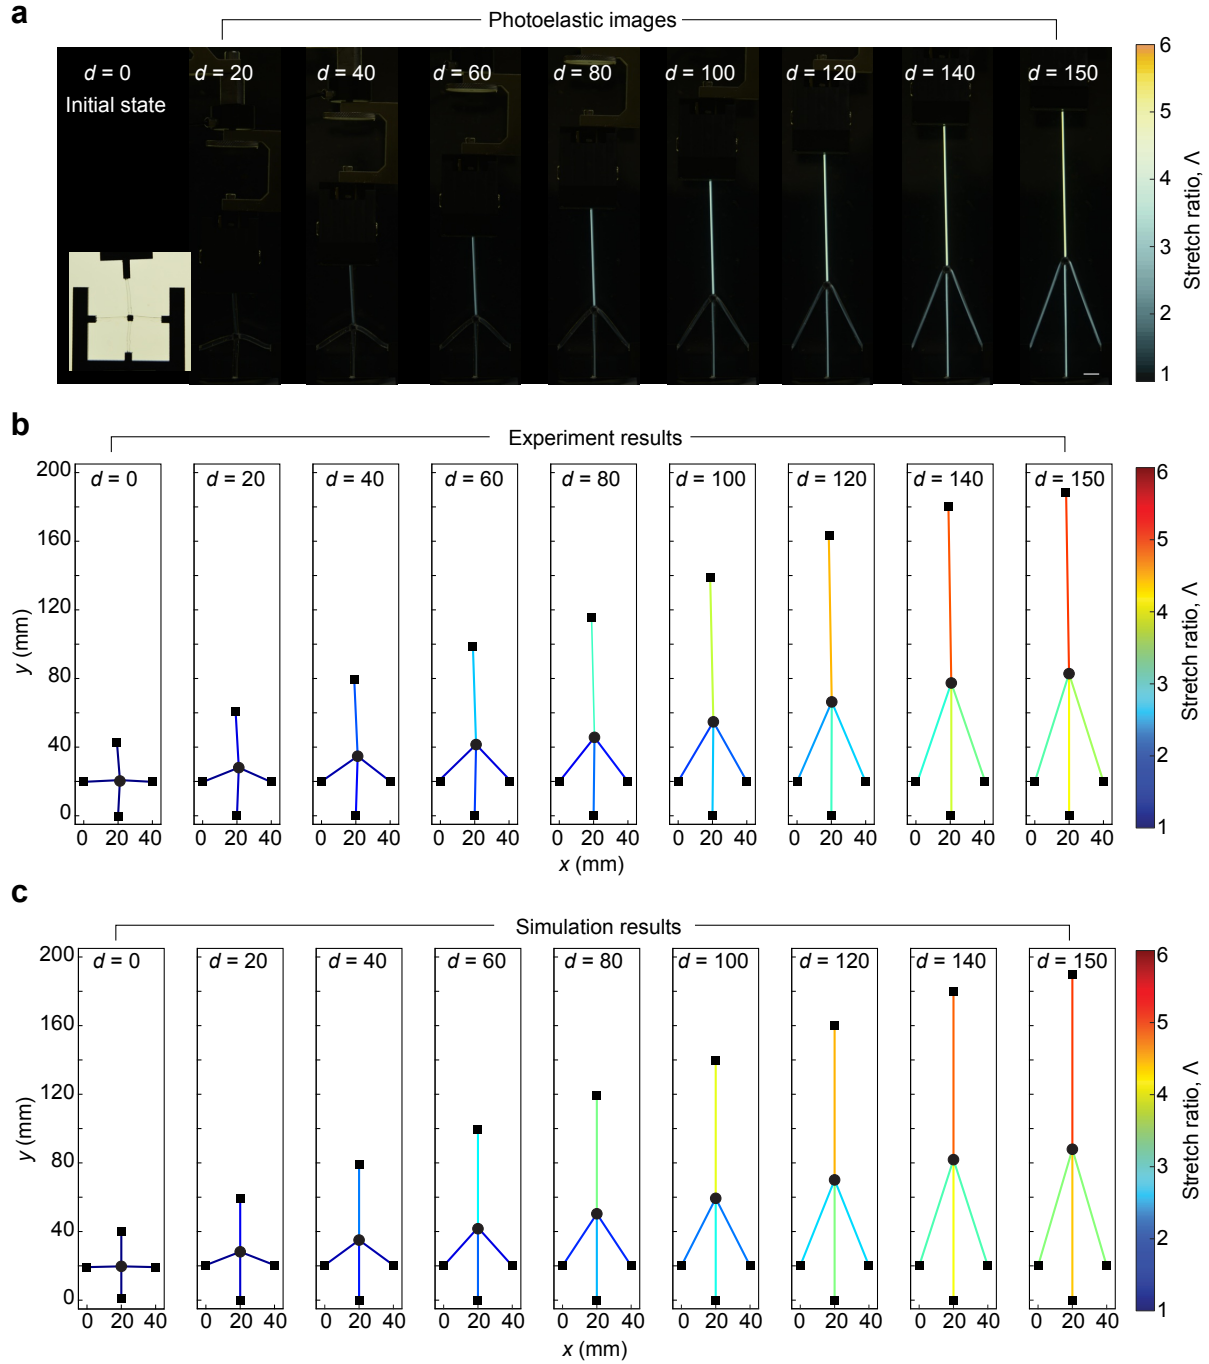 a
Photoelastic images
d = 0 d = 20 d = 40 d = 60 d = 80 d = 100 d = 120 d = 140 d = 150
Initial state
6
5
4
3
2
1
Stretch ratio, Λ
b
Experiment results
d = 0 d = 20 d = 40 d = 60 d = 80 d = 100 d = 120 d = 140 d = 150
200
160
120
80
40
0
y (mm)
0 20 40 0 20 40 0 20 40 0 20 40 0 20 40 0 20 40 0 20 40 0 20 40 0 20 40
x (mm)
6
5
4
3
2
1
Stretch ratio, Λ
c
Simulation results
d = 0 d = 20 d = 40 d = 60 d = 80 d = 100 d = 120 d = 140 d = 150
200
160
120
80
40
0
y (mm)
0 20 40 0 20 40 0 20 40 0 20 40 0 20 40 0 20 40 0 20 40 0 20 40 0 20 40
x (mm)
6
5
4
3
2
1
Stretch ratio, Λ